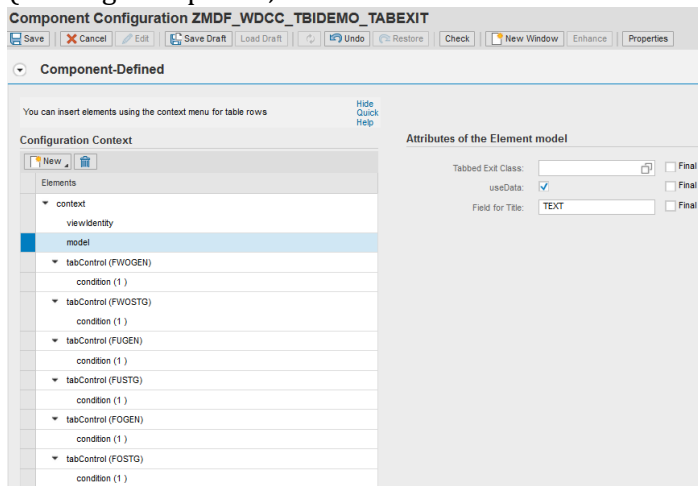 Component Configuration ZMDF_WDCC_TBIDEMO_TABEXIT
Save Cancel Edit Save Draft Load Draft Undo Restore Check New Window Enhance Properties
Component-Defined
You can insert elements using the context menu for table rows
Hide
Quick
Help
Configuration Context
New
Elements
context
viewIdentity
model
tabControl (FWOGEN)
condition (1 )
tabControl (FWOSTG)
condition (1 )
tabControl (FUGEN)
condition (1 )
tabControl (FUSTG)
condition (1 )
tabControl (FOGEN)
condition (1 )
tabControl (FOSTG)
condition (1 )
Attributes of the Element model
Tabbed Exit Class: Final
useData: Final
Field for Title: TEXT Final